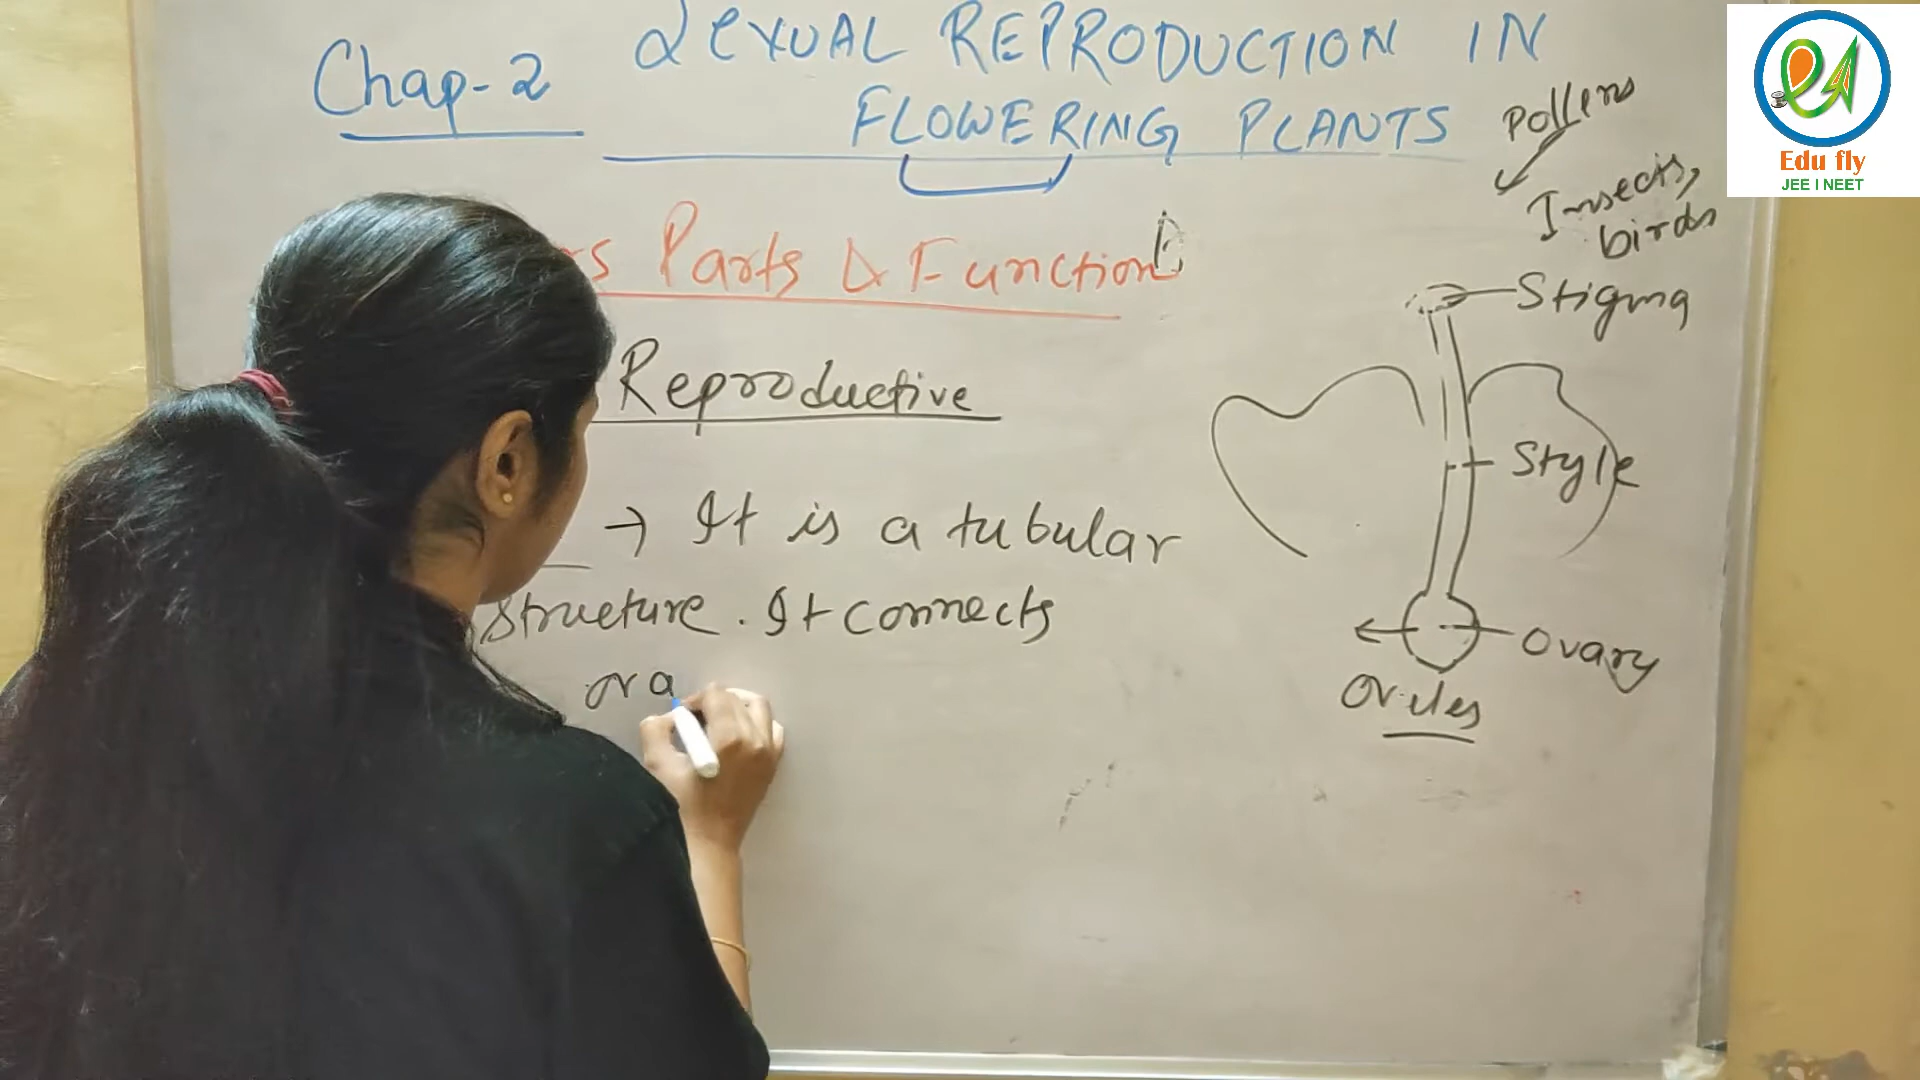 Chap-2
SEXUAL REPRODUCTION IN
FLOWERING PLANTS
Pollens
Insects,
birds
Parts & Function
Stigma
Reproductive
Style
→ It is a tubular
structure. It connects
ova
Ovary
Ovules
Edu fly
JEE I NEET